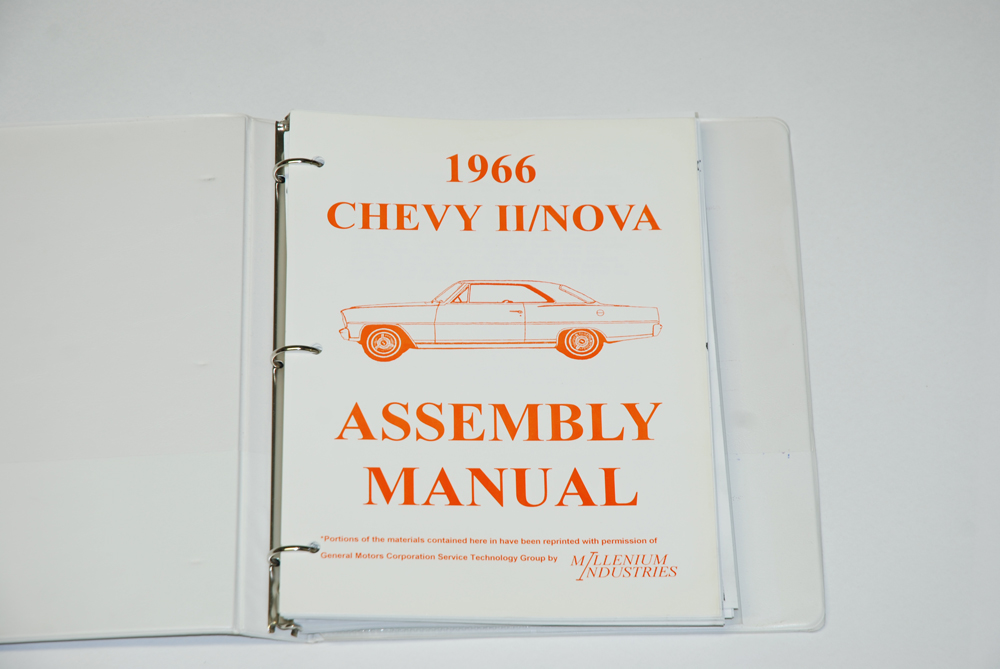 1966
CHEVY II/NOVA
ASSEMBLY
MANUAL
*Portions of the materials contained here in have been reprinted with permission of
General Motors Corporation Service Technology Group by
MILLENIUM
INDUSTRIES